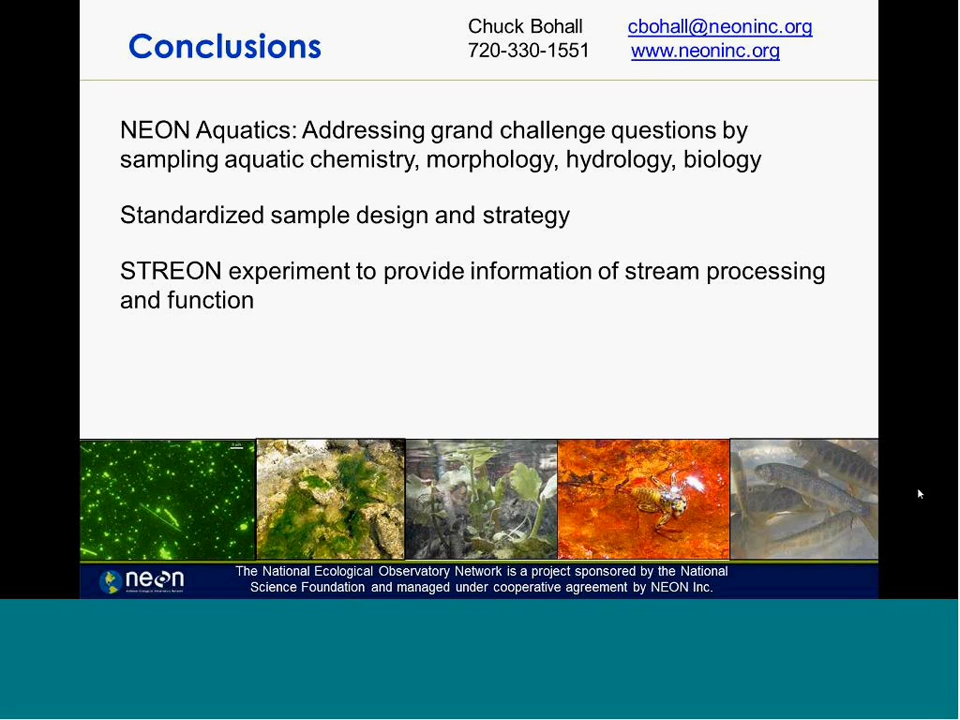 Conclusions
Chuck Bohall cbohall@neoninc.org
720-330-1551 www.neoninc.org
NEON Aquatics: Addressing grand challenge questions by
sampling aquatic chemistry, morphology, hydrology, biology
Standardized sample design and strategy
STREON experiment to provide information of stream processing
and function
neon
The National Ecological Observatory Network is a project sponsored by the National
Science Foundation and managed under cooperative agreement by NEON Inc.